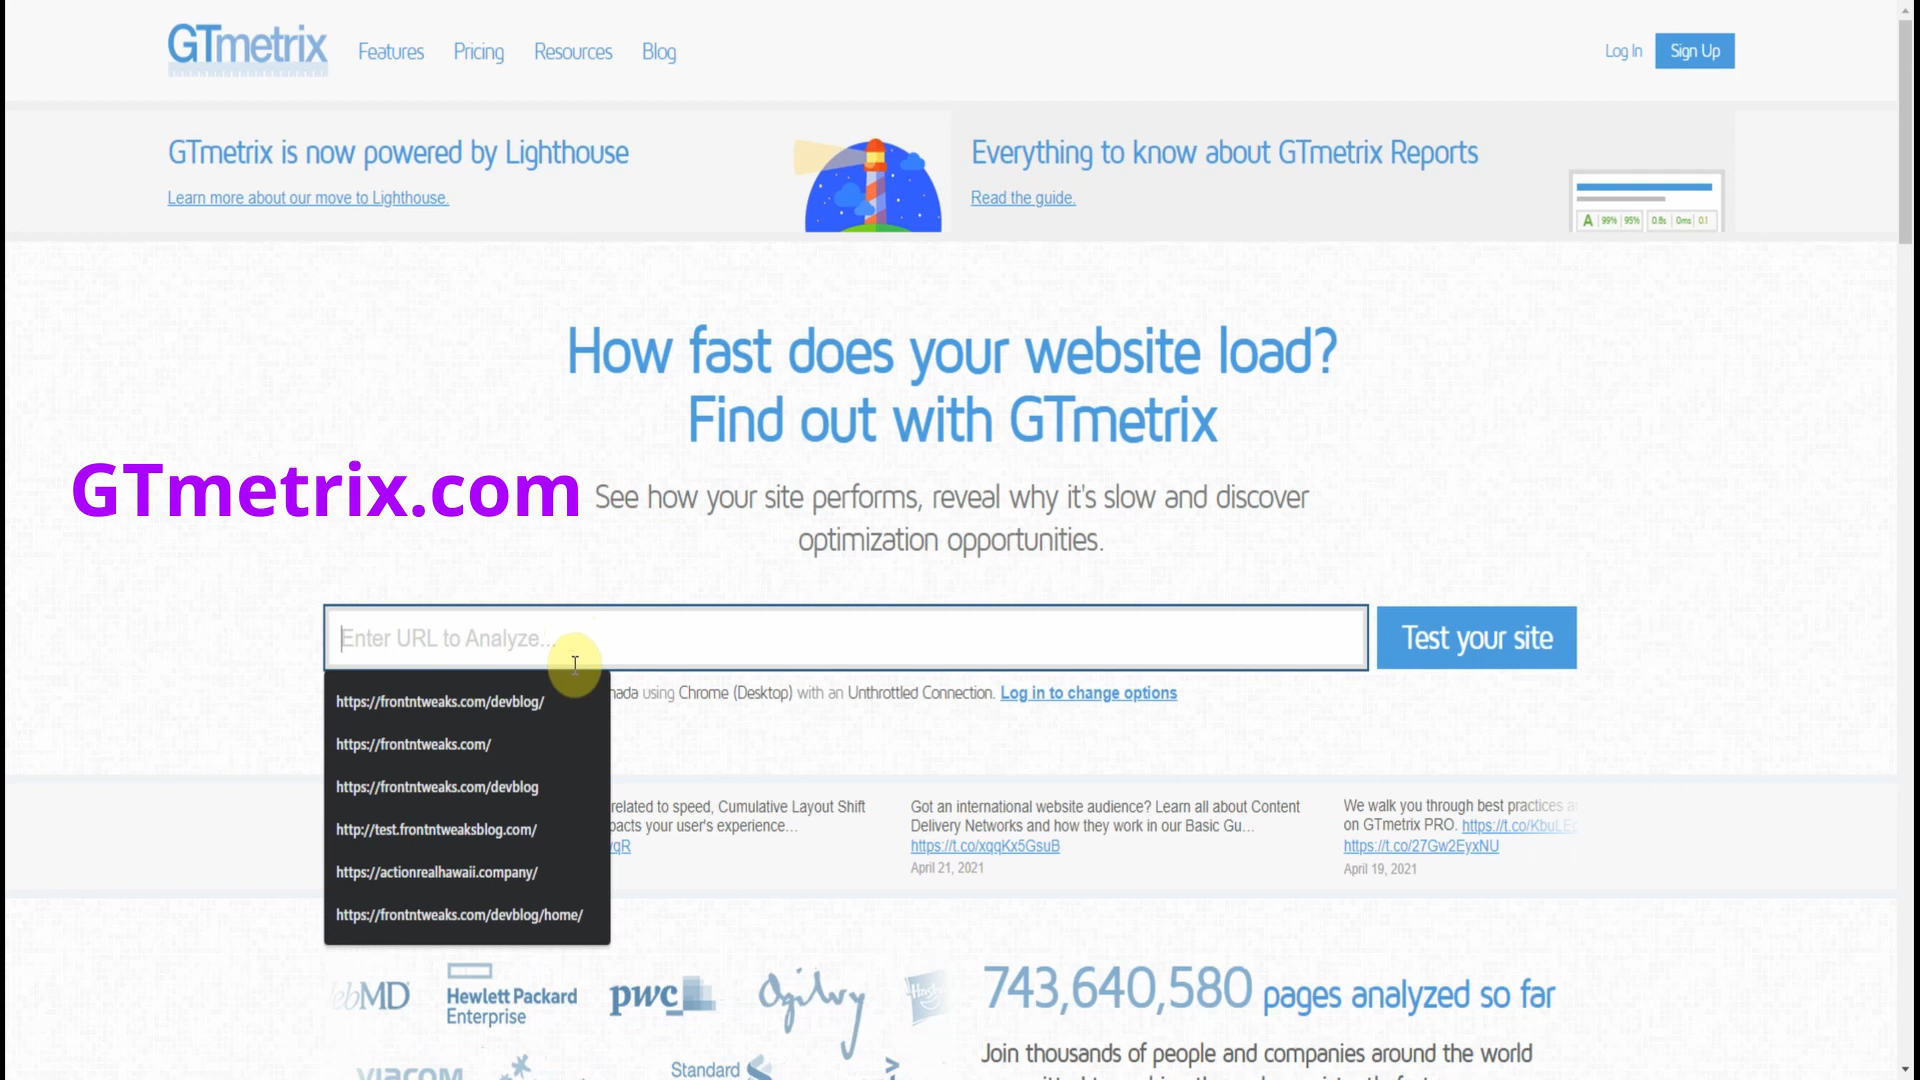 GTmetrix
Features
Pricing
Resources
Blog
Log In
Sign Up
GTmetrix is now powered by Lighthouse
Learn more about our move to Lighthouse.
Everything to know about GTmetrix Reports
Read the guide.
A 99% 95% 0.8s 0ms 0.1
How fast does your website load?
Find out with GTmetrix
GTmetrix.com
See how your site performs, reveal why it's slow and discover
optimization opportunities.
Enter URL to Analyze...
Test your site
using Chrome (Desktop) with an Unthrottled Connection. Log in to change options
https://frontntweaks.com/devblog/
https://frontntweaks.com/
https://frontntweaks.com/devblog
http://test.frontntweaksblog.com/
https://actionrealhawaii.company/
https://frontntweaks.com/devblog/home/
related to speed, Cumulative Layout Shift
your user's experience...
Got an international website audience? Learn all about Content
Delivery Networks and how they work in our Basic Gu...
https://t.co/xqqKx5GsuB
April 21, 2021
We walk you through best practices
on GTmetrix PRO.
https://t.co/27Gw2EyxNU
April 19, 2021
Hewlett Packard
Enterprise
pwc
Ogilvy
743,640,580 pages analyzed so far
Join thousands of people and companies around the world
Standard